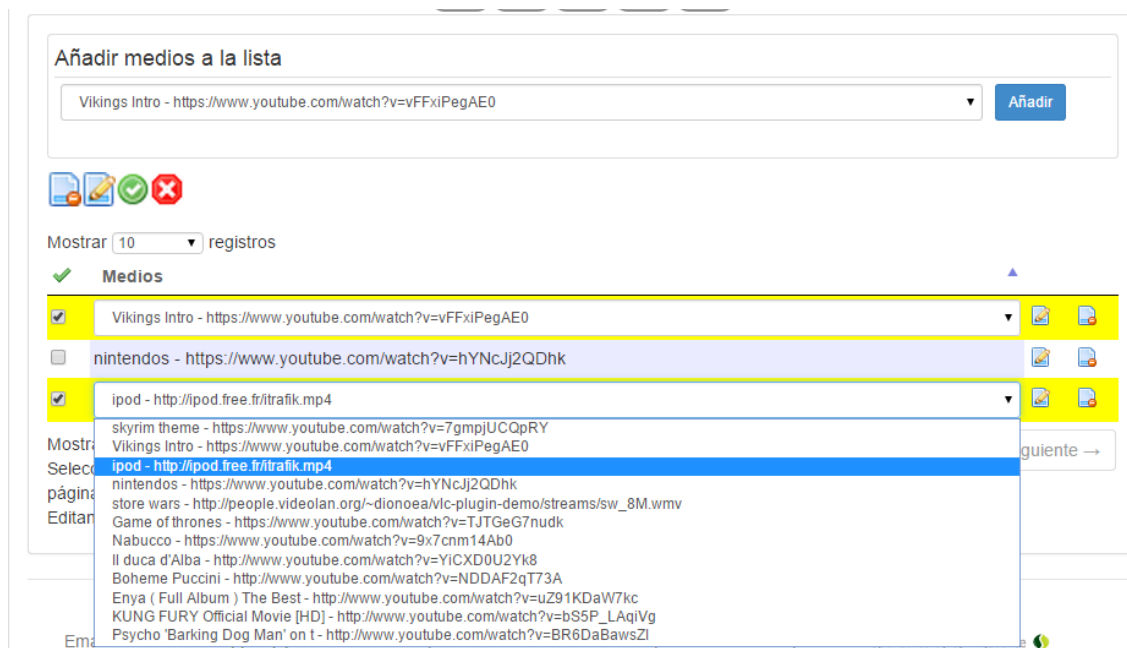 Añadir medios a la lista
Vikings Intro - https://www.youtube.com/watch?v=vFFxiPegAE0
Añadir
Mostrar 10 registros
Medios
Vikings Intro - https://www.youtube.com/watch?v=vFFxiPegAE0
nintendos - https://www.youtube.com/watch?v=hYNcJj2QDhk
ipod - http://ipod.free.fr/itrafik.mp4
skyrim theme - https://www.youtube.com/watch?v=7gmpjUCQpRY
Vikings Intro - https://www.youtube.com/watch?v=vFFxiPegAE0
ipod - http://ipod.free.fr/itrafik.mp4
nintendos - https://www.youtube.com/watch?v=hYNcJj2QDhk
store wars - http://people.videolan.org/~dionoea/vlc-plugin-demo/streams/sw_8M.wmv
Game of thrones - https://www.youtube.com/watch?v=TJTGeG7nudk
Nabucco - https://www.youtube.com/watch?v=9x7cnm14Ab0
Il duca d'Alba - http://www.youtube.com/watch?v=YiCXD0U2Yk8
Boheme Puccini - http://www.youtube.com/watch?v=NDDAF2qT73A
Enya ( Full Album ) The Best - http://www.youtube.com/watch?v=uZ91KDaW7kc
KUNG FURY Official Movie [HD] - http://www.youtube.com/watch?v=bS5P_LAqiVg
Psycho 'Barking Dog Man' on t - http://www.youtube.com/watch?v=BR6DaBawsZI
Mostra
Selecc
página
Editan
guiente →
Ema